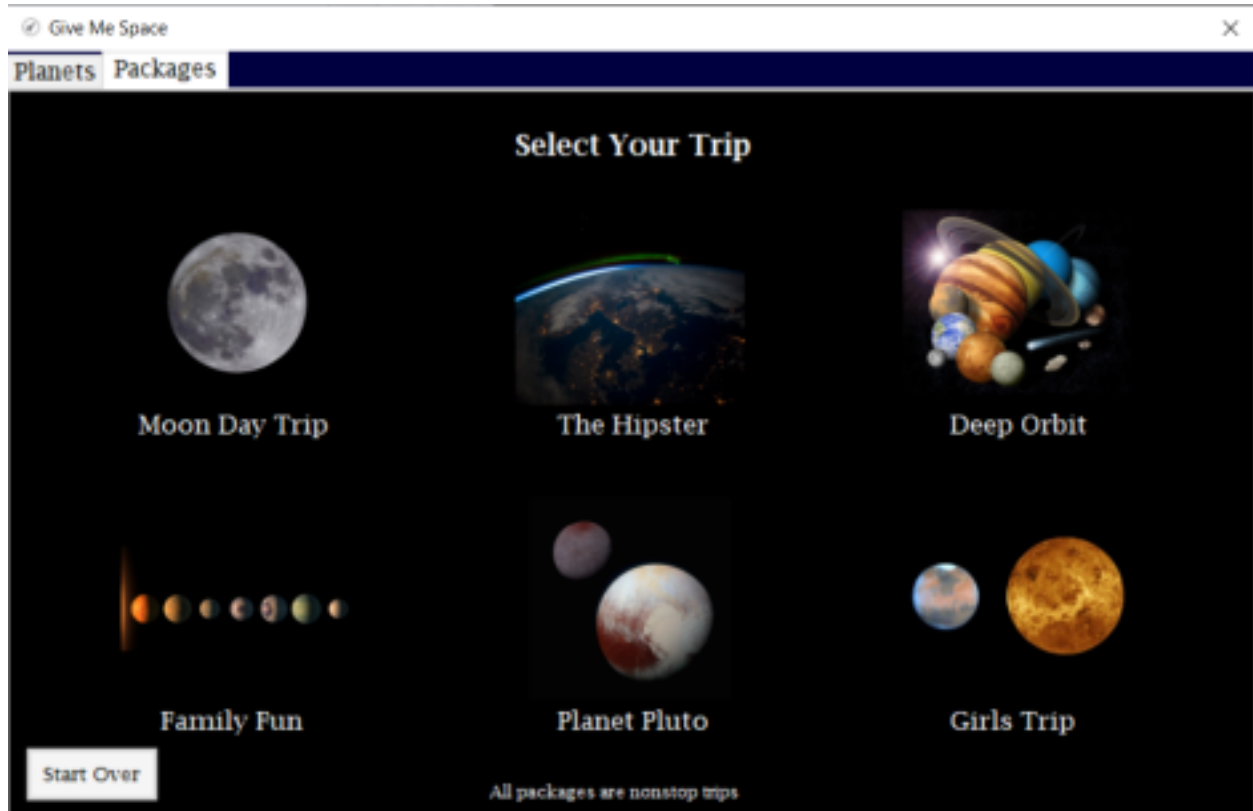 Give Me Space
Planets Packages
Select Your Trip
Moon Day Trip The Hipster Deep Orbit
Family Fun Planet Pluto Girls Trip
Start Over
All packages are nonstop trips